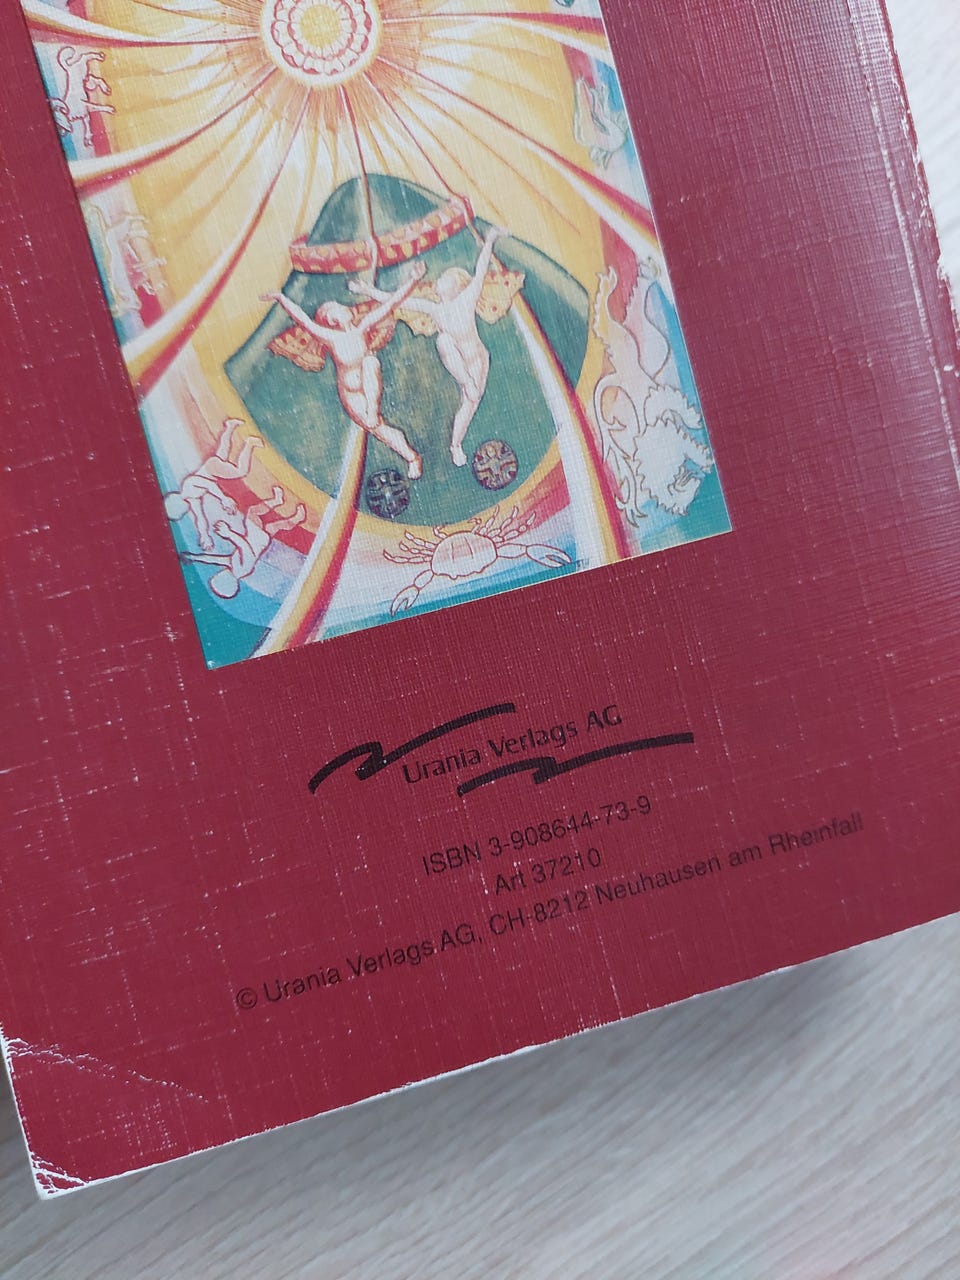 Urania Verlags AG
ISBN 3-908644-73-9
Art 37210
© Urania Verlags AG, CH-8212 Neuhausen am Rheinfall